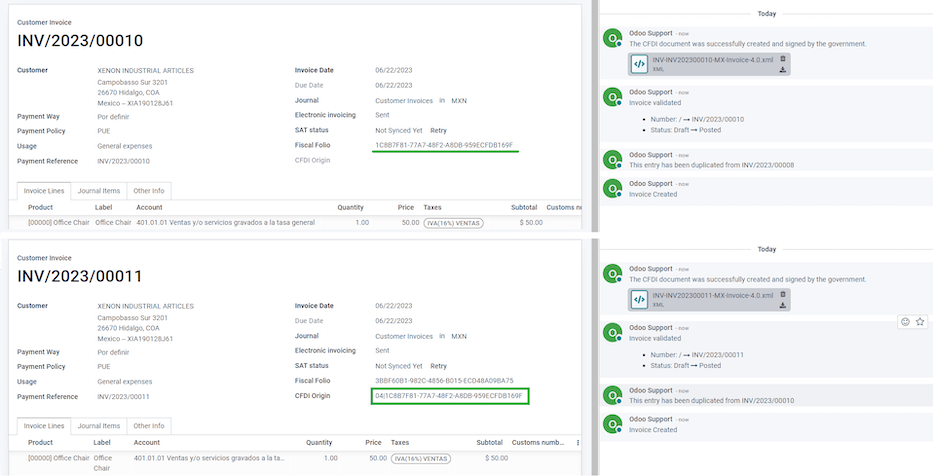 Customer Invoice
INV/2023/00010
Customer XENON INDUSTRIAL ARTICLES
Campobasso Sur 3201
26670 Hidalgo, COA
Mexico – XIA190128J61
Payment Way Por definir
Payment Policy PUE
Usage General expenses
Payment Reference INV/2023/00010
Invoice Date 06/22/2023
Due Date 06/22/2023
Journal Customer Invoices in MXN
Electronic invoicing Sent
SAT status Not Synced Yet Retry
Fiscal Folio 1C8B7F81-77A7-48F2-A8DB-959ECFDB169F
CFDI Origin
Invoice Lines Journal Items Other Info
Product Label Account Quantity Price Taxes Subtotal Customs nu
[00000] Office Chair Office Chair 401.01.01 Ventas y/o servicios gravados a la tasa general 1.00 50.00 IVA(16%) VENTAS $ 50.00
Today
Odoo Support - now
The CFDI document was successfully created and signed by the government.
INV-INV202300010-MX-Invoice-4.0.xml
XML
Odoo Support - now
Invoice validated
• Number: / → INV/2023/00010
• Status: Draft → Posted
Odoo Support - now
This entry has been duplicated from INV/2023/00008
Odoo Support - now
Invoice Created
Customer Invoice
INV/2023/00011
Customer XENON INDUSTRIAL ARTICLES
Campobasso Sur 3201
26670 Hidalgo, COA
Mexico – XIA190128J61
Payment Way Por definir
Payment Policy PUE
Usage General expenses
Payment Reference INV/2023/00011
Invoice Date 06/22/2023
Due Date 06/22/2023
Journal Customer Invoices in MXN
Electronic invoicing Sent
SAT status Not Synced Yet Retry
Fiscal Folio 3BBF60B1-982C-4856-B015-ECD48A09BA75
CFDI Origin 04|1C8B7F81-77A7-48F2-A8DB-959ECFDB169F
Invoice Lines Journal Items Other Info
Product Label Account Quantity Price Taxes Subtotal Customs numb...
[00000] Office Chair Office Chair 401.01.01 Ventas y/o servicios gravados a la ta... 1.00 50.00 IVA(16%) VENTAS $ 50.00
Today
Odoo Support - now
The CFDI document was successfully created and signed by the government.
INV-INV202300011-MX-Invoice-4.0.xml
XML
Odoo Support - now
Invoice validated
• Number: / → INV/2023/00011
• Status: Draft → Posted
Odoo Support - now
This entry has been duplicated from INV/2023/00010
Odoo Support - now
Invoice Created